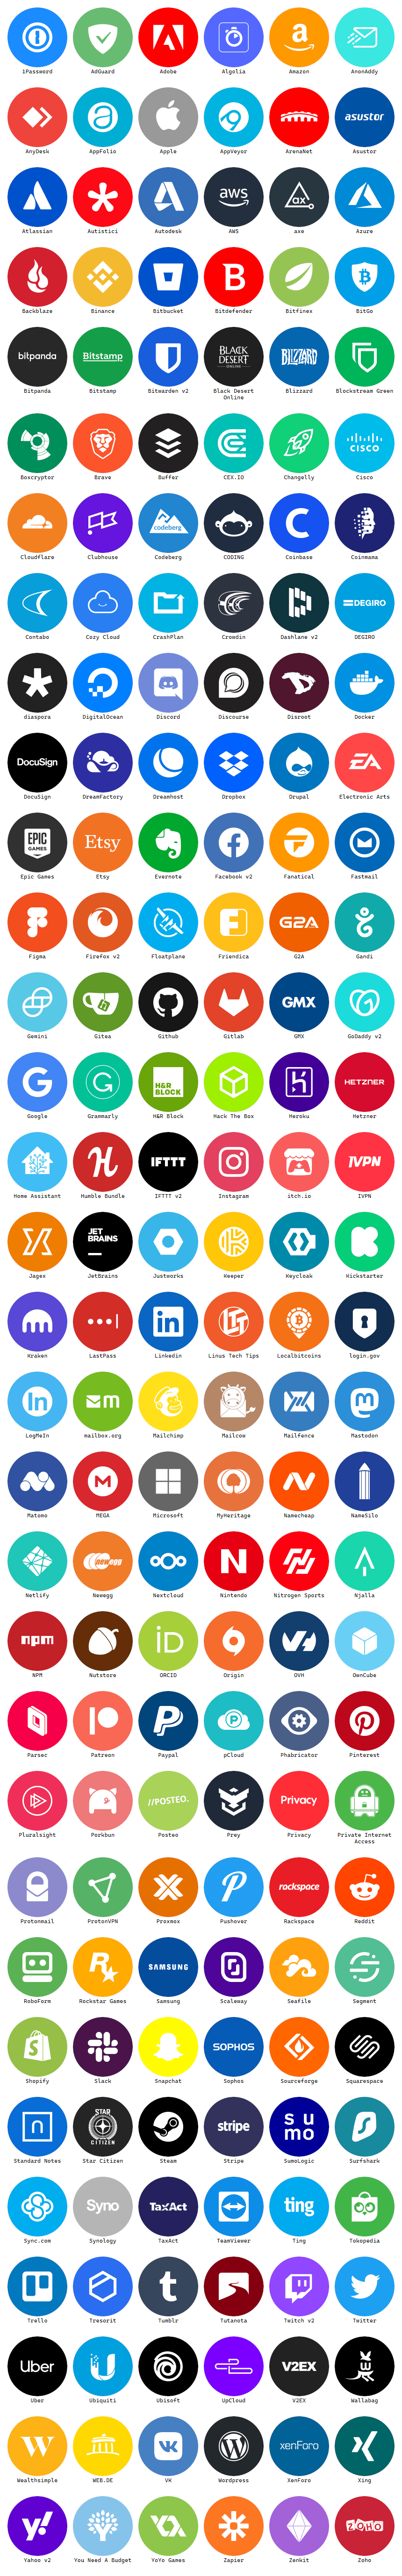 1Password AdGuard Adobe Algolia Amazon AnonAddy
asustor
AnyDesk AppFolio Apple AppVeyor ArenaNet Asustor
aws ax
Atlassian Autistici Autodesk AWS axe Azure
B
Backblaze Binance Bitbucket Bitdefender Bitfinex BitGo
bitpanda Bitstamp BLACK DESERT ONLINE BLIZZARD
Bitpanda Bitstamp Bitwarden v2 Black Desert Blizzard Blockstream Green
Online
CISCO
Boxcryptor Brave Buffer CEX.IO Changelly Cisco
codeberg
Cloudflare Clubhouse Codeberg CODING Coinbase Coinmama
DEGIRO
Contabo Cozy Cloud CrashPlan Crowdin Dashlane v2 DEGIRO
diaspora DigitalOcean Discord Discourse Disroot Docker
DocuSign EA
DocuSign DreamFactory Dreamhost Dropbox Drupal Electronic Arts
EPIC GAMES Etsy
Epic Games Etsy Evernote Facebook v2 Fanatical Fastmail
G2A
Figma Firefox v2 Floatplane Friendica G2A Gandi
GMX
Gemini Gitea Github Gitlab GMX GoDaddy v2
G H&R BLOCK HETZNER
Google Grammarly H&R Block Hack The Box Heroku Hetzner
H IFTTT IVPN
Home Assistant Humble Bundle IFTTT v2 Instagram itch.io IVPN
JET BRAINS K
Jagex JetBrains Justworks Keeper Keycloak Kickstarter
in LTT
Kraken LastPass Linkedin Linus Tech Tips Localbitcoins login.gov
In m m
LogMeIn mailbox.org Mailchimp Mailcow Mailfence Mastodon
M
Matomo MEGA Microsoft MyHeritage Namecheap NameSilo
newegg N
Netlify Newegg Nextcloud Nintendo Nitrogen Sports Njalla
npm iD
NPM Nutstore ORCID Origin OVH OwnCube
P
Parsec Patreon Paypal pCloud Phabricator Pinterest
//POSTEO. Privacy
Pluralsight Porkbun Posteo Prey Privacy Private Internet
Access
rackspace
Protonmail ProtonVPN Proxmox Pushover Rackspace Reddit
R SAMSUNG
RoboForm Rockstar Games Samsung Scaleway Seafile Segment
S SOPHOS
Shopify Slack Snapchat Sophos Sourceforge Squarespace
n STAR CITIZEN stripe su mo
Standard Notes Star Citizen Steam Stripe SumoLogic Surfshark
Syno TaxAct ting
Sync.com Synology TaxAct TeamViewer Ting Tokopedia
t
Trello Tresorit Tumblr Tutanota Twitch v2 Twitter
Uber V2EX
Uber Ubiquiti Ubisoft UpCloud V2EX Wallabag
W VK W xenForo
Wealthsimple WEB.DE VK Wordpress XenForo Xing
y! ZOHO
Yahoo v2 You Need A Budget YoYo Games Zapier Zenkit Zoho